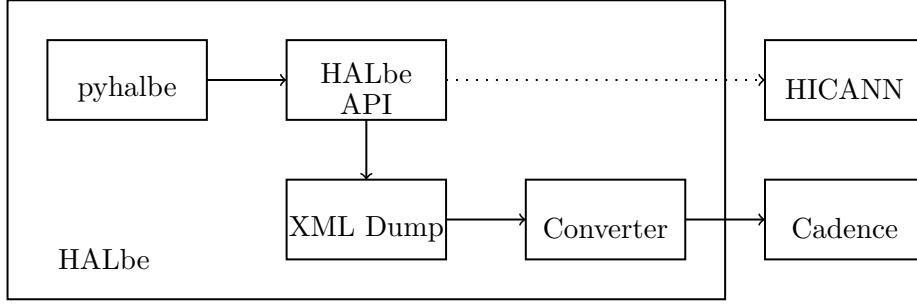 pyhalbe
HALbe
API
HICANN
XML Dump
Converter
Cadence
HALbe